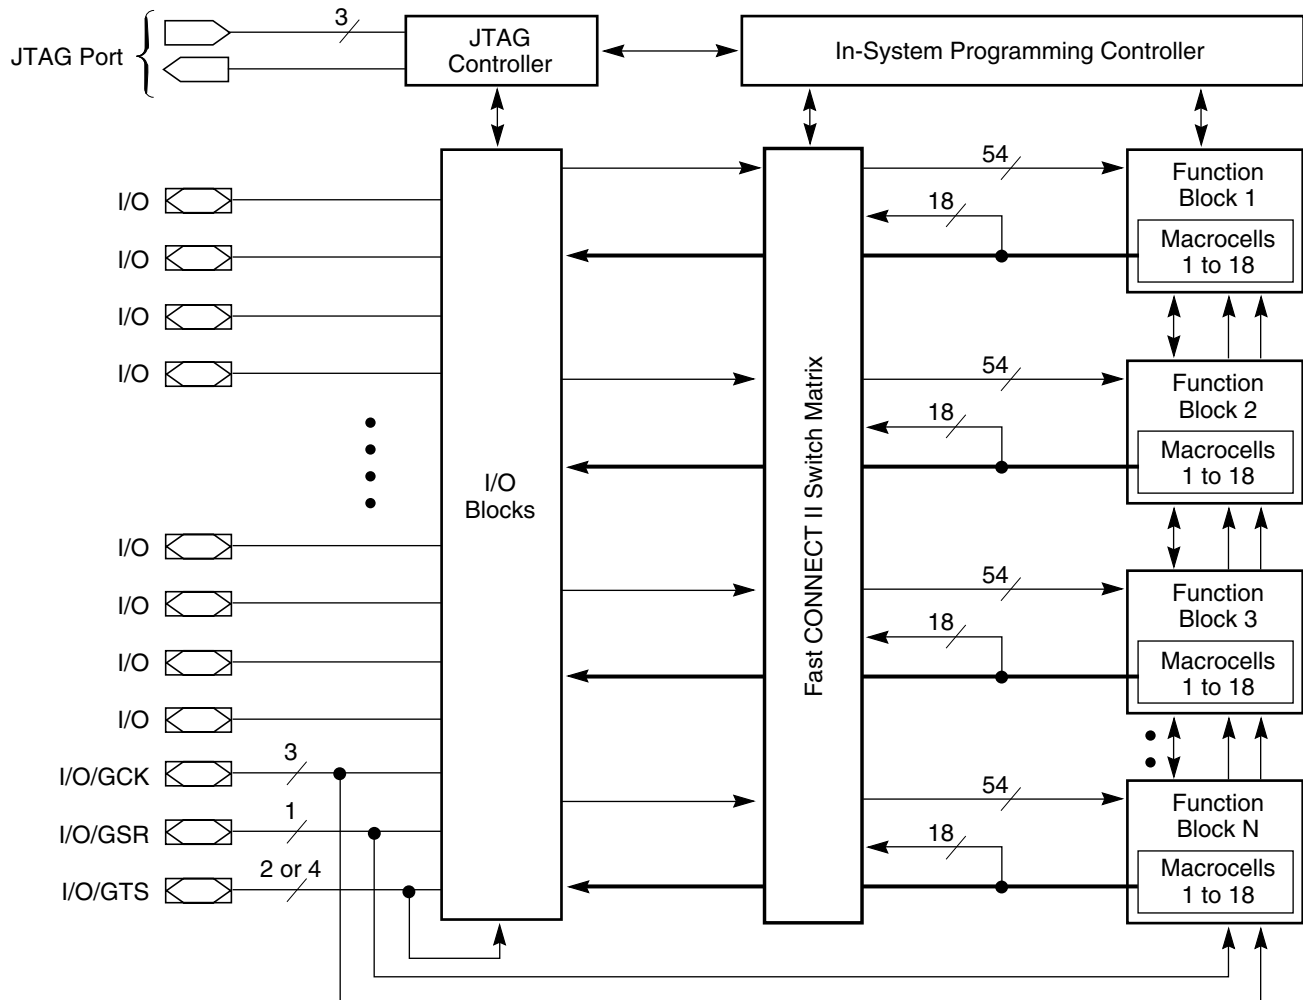 JTAG Port
3
JTAG
Controller
In-System Programming Controller
I/O
I/O
I/O
I/O
I/O
I/O
I/O
I/O
I/O/GCK
3
I/O/GSR
1
I/O/GTS
2 or 4
I/O
Blocks
Fast CONNECT II Switch Matrix
54
18
Function
Block 1
Macrocells
1 to 18
54
18
Function
Block 2
Macrocells
1 to 18
54
18
Function
Block 3
Macrocells
1 to 18
54
18
Function
Block N
Macrocells
1 to 18